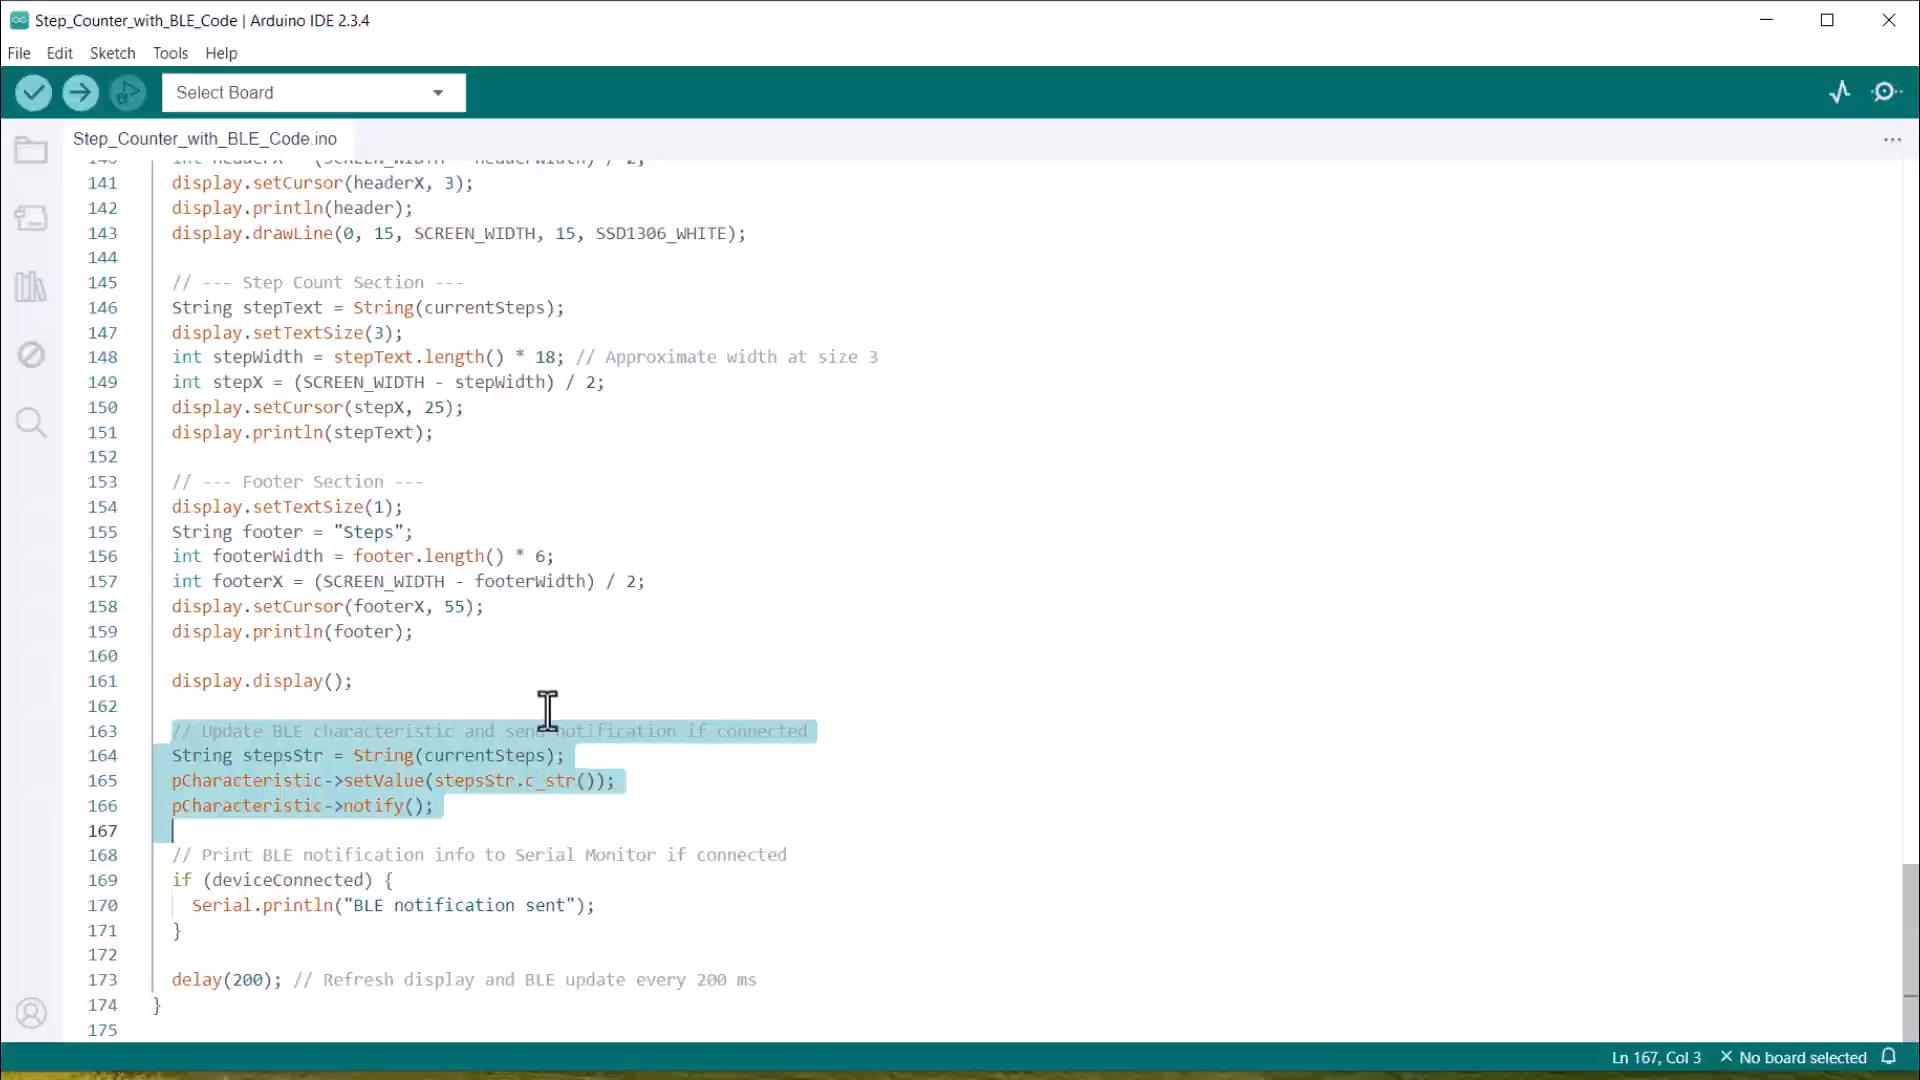 Step_Counter_with_BLE_Code | Arduino IDE 2.3.4
File Edit Sketch Tools Help
Select Board
Step_Counter_with_BLE_Code.ino
140 int headerX = (SCREEN_WIDTH - headerWidth) / 2;
141 display.setCursor(headerX, 3);
142 display.println(header);
143 display.drawLine(0, 15, SCREEN_WIDTH, 15, SSD1306_WHITE);
144
145 // --- Step Count Section ---
146 String stepText = String(currentSteps);
147 display.setTextSize(3);
148 int stepWidth = stepText.length() * 18; // Approximate width at size 3
149 int stepX = (SCREEN_WIDTH - stepWidth) / 2;
150 display.setCursor(stepX, 25);
151 display.println(stepText);
152
153 // --- Footer Section ---
154 display.setTextSize(1);
155 String footer = "Steps";
156 int footerWidth = footer.length() * 6;
157 int footerX = (SCREEN_WIDTH - footerWidth) / 2;
158 display.setCursor(footerX, 55);
159 display.println(footer);
160
161 display.display();
162
163 // Update BLE characteristic and send notification if connected
164 String stepsStr = String(currentSteps);
165 pCharacteristic->setValue(stepsStr.c_str());
166 pCharacteristic->notify();
167
168 // Print BLE notification info to Serial Monitor if connected
169 if (deviceConnected) {
170 Serial.println("BLE notification sent");
171 }
172
173 delay(200); // Refresh display and BLE update every 200 ms
174 }
175
Ln 167, Col 3 × No board selected